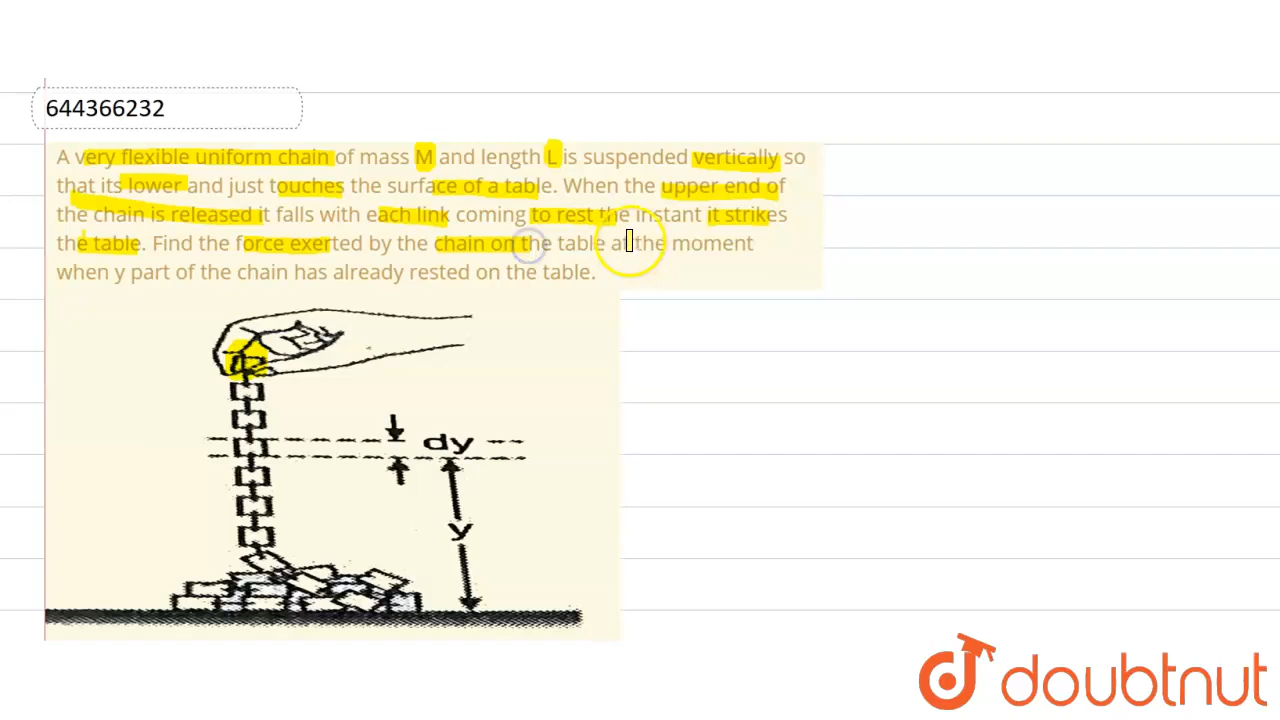 644366232
A very flexible uniform chain of mass M and length L is suspended vertically so
that its lower and just touches the surface of a table. When the upper end of
the chain is released it falls with each link coming to rest the instant it strikes
the table. Find the force exerted by the chain on the table at the moment
when y part of the chain has already rested on the table.
dy
y
doubtnut